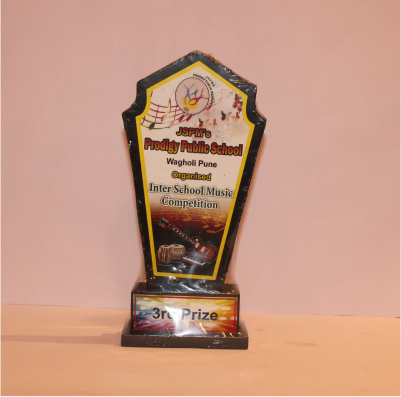 JSPM's
Prodigy Public School
Wagholi Pune
Organised
Inter School Music
Competition
3rd Prize